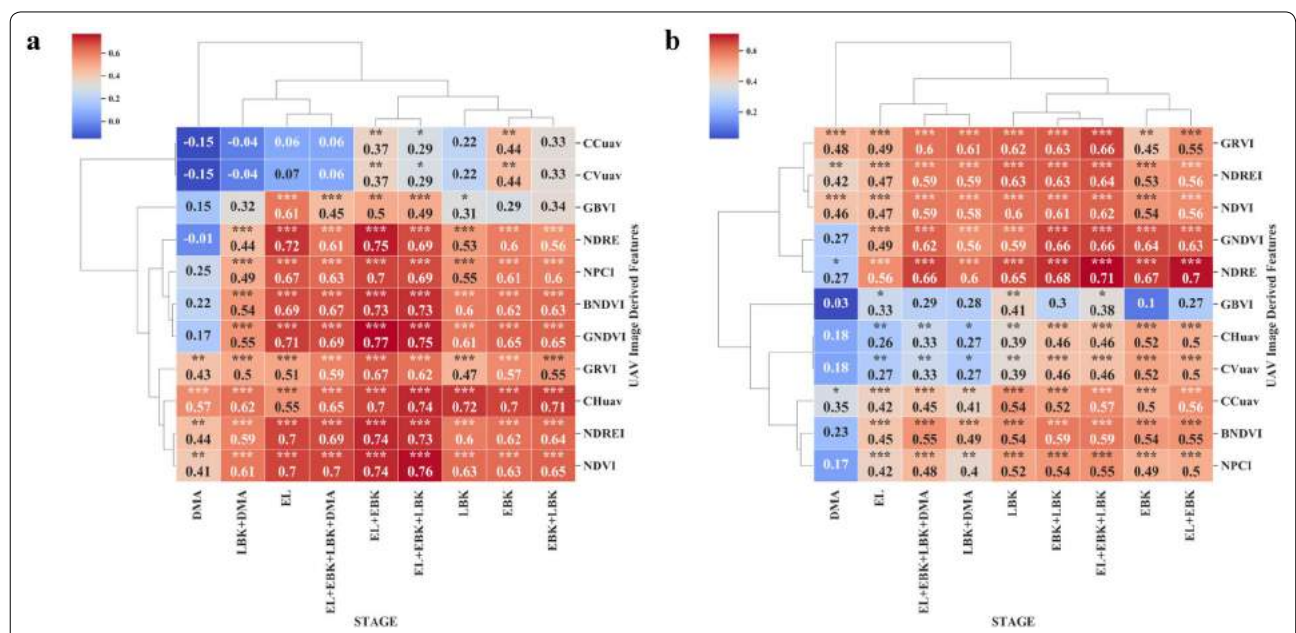 a
0.6
0.4
0.2
0.0
** * **
-0.15 -0.04 0.06 0.06 0.37 0.29 0.22 0.44 0.33 CCuav
** * **
-0.15 -0.04 0.07 0.06 0.37 0.29 0.22 0.44 0.33 CVuav
*** *** ** *** *
0.15 0.32 0.61 0.45 0.5 0.49 0.31 0.29 0.34 GBVI
*** *** *** *** *** *** *** ***
-0.01 0.44 0.72 0.61 0.75 0.69 0.53 0.6 0.56 NDRE
*** *** *** *** *** *** *** ***
0.25 0.49 0.67 0.63 0.7 0.69 0.55 0.61 0.6 NPCI
*** *** *** *** *** *** *** ***
0.22 0.54 0.69 0.67 0.73 0.73 0.6 0.62 0.63 BNDVI
*** *** *** *** *** *** *** ***
0.17 0.55 0.71 0.69 0.77 0.75 0.61 0.65 0.65 GNDVI
** *** *** *** *** *** *** *** ***
0.43 0.5 0.51 0.59 0.67 0.62 0.47 0.57 0.55 GRVI
*** *** *** *** *** *** *** *** ***
0.57 0.62 0.55 0.65 0.7 0.74 0.72 0.7 0.71 CHuav
** *** *** *** *** *** *** *** ***
0.44 0.59 0.7 0.69 0.74 0.73 0.6 0.62 0.64 NDREI
** *** *** *** *** *** *** *** ***
0.41 0.61 0.7 0.7 0.74 0.76 0.63 0.63 0.65 NDVI
UAV Image Derived Features
DMA
LBK+DMA
EL
EL+EBK+LBK+DMA
EL+EBK
EL+EBK+LBK
LBK
EBK
EBK+LBK
STAGE
b
0.6
0.4
0.2
*** *** *** *** *** *** *** ** ***
0.48 0.49 0.6 0.61 0.62 0.63 0.66 0.45 0.55 GRVI
** *** *** *** *** *** *** *** ***
0.42 0.47 0.59 0.59 0.63 0.63 0.64 0.53 0.56 NDREI
*** *** *** *** *** *** *** *** ***
0.46 0.47 0.59 0.58 0.6 0.61 0.62 0.54 0.56 NDVI
*** *** *** *** *** *** *** ***
0.27 0.49 0.62 0.56 0.59 0.66 0.66 0.64 0.63 GNDVI
* *** *** *** *** *** *** *** ***
0.27 0.56 0.66 0.6 0.65 0.68 0.71 0.67 0.7 NDRE
* ** *
0.03 0.33 0.29 0.28 0.41 0.3 0.38 0.1 0.27 GBVI
** ** * ** *** *** *** ***
0.18 0.26 0.33 0.27 0.39 0.46 0.46 0.52 0.5 CHuav
** ** * ** *** *** *** ***
0.18 0.27 0.33 0.27 0.39 0.46 0.46 0.52 0.5 CVuav
* *** *** ** *** *** *** *** ***
0.35 0.42 0.45 0.41 0.54 0.52 0.57 0.5 0.56 CCuav
*** *** *** *** *** *** *** ***
0.23 0.45 0.55 0.49 0.54 0.59 0.59 0.54 0.55 BNDVI
*** *** ** *** *** *** *** ***
0.17 0.42 0.48 0.4 0.52 0.54 0.55 0.49 0.5 NPCI
UAV Image Derived Features
DMA
EL
EL+EBK+LBK+DMA
LBK+DMA
LBK
EBK+LBK
EL+EBK+LBK
EBK
EL+EBK
STAGE